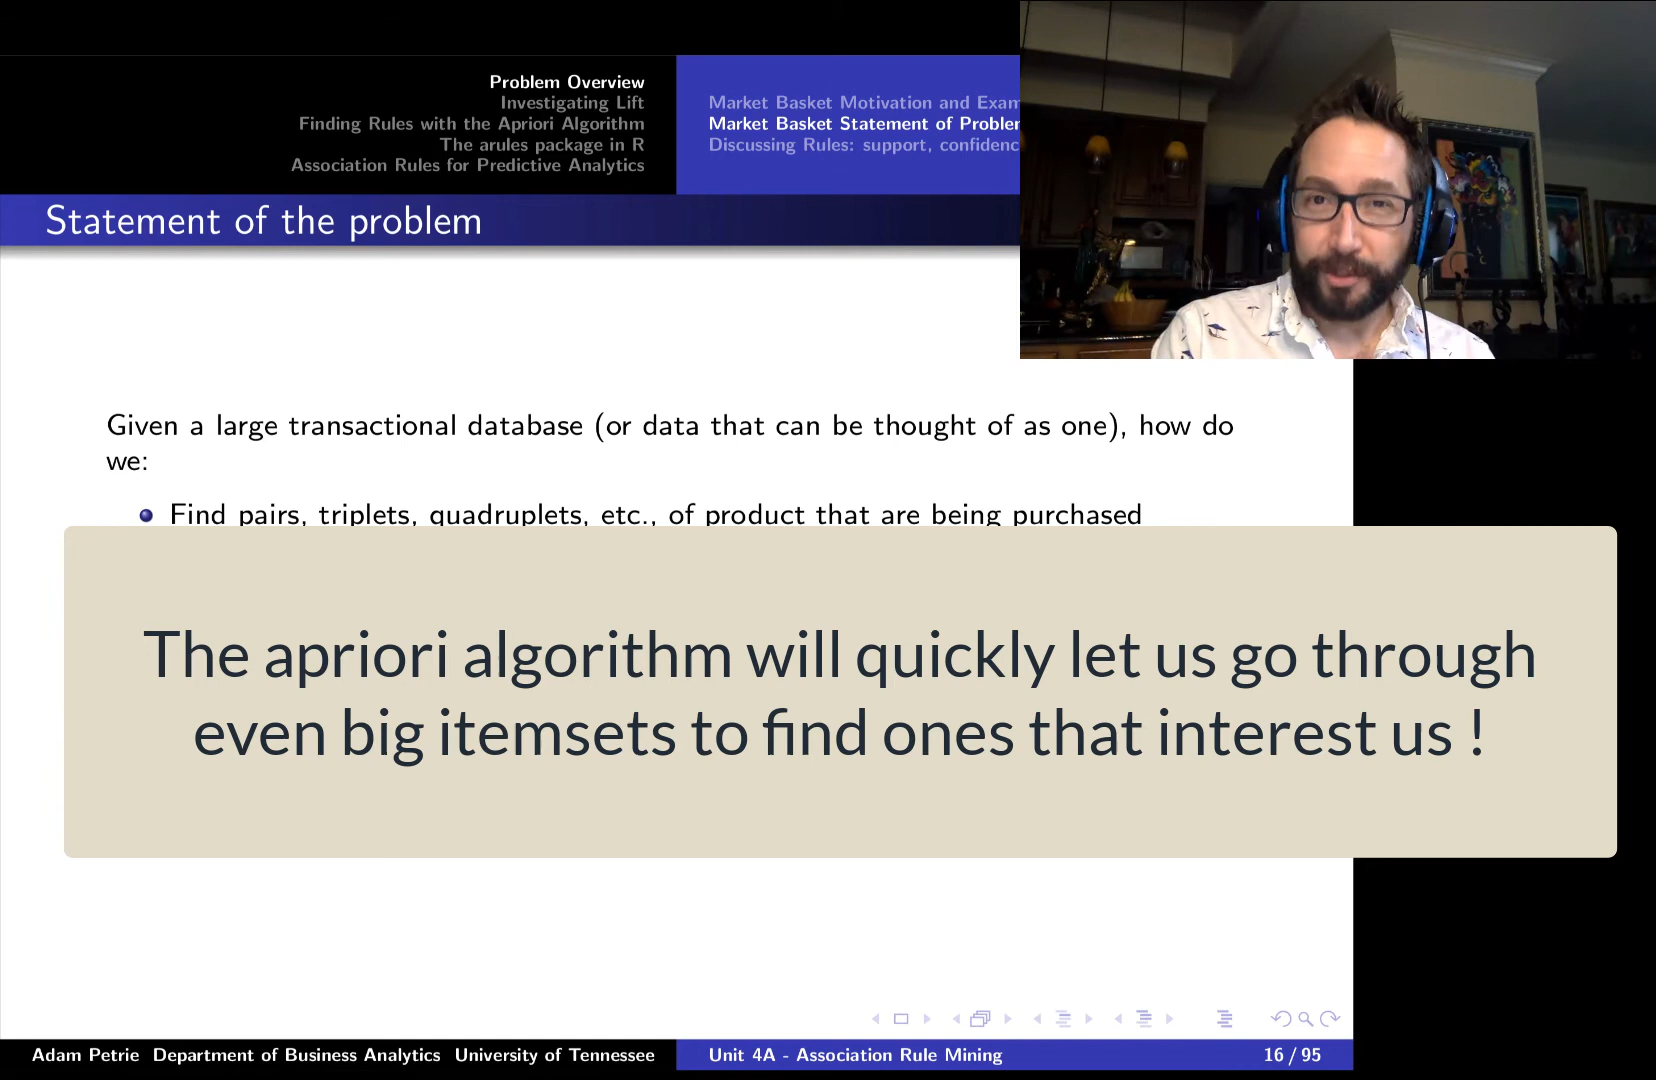 Problem Overview
Investigating Lift
Finding Rules with the Apriori Algorithm
The arules package in R
Association Rules for Predictive Analytics
Market Basket Motivation and Exam
Market Basket Statement of Problem
Discussing Rules: support, confidenc
Statement of the problem
Given a large transactional database (or data that can be thought of as one), how do
we:
Find pairs, triplets, quadruplets, etc., of product that are being purchased
The apriori algorithm will quickly let us go through
even big itemsets to find ones that interest us !
Adam Petrie Department of Business Analytics University of Tennessee
Unit 4A - Association Rule Mining
16 / 95